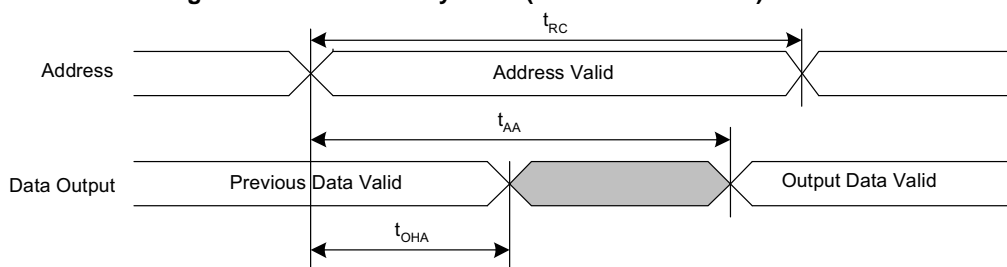 t_RC
Address
Address Valid
t_AA
Data Output
Previous Data Valid
Output Data Valid
t_OHA